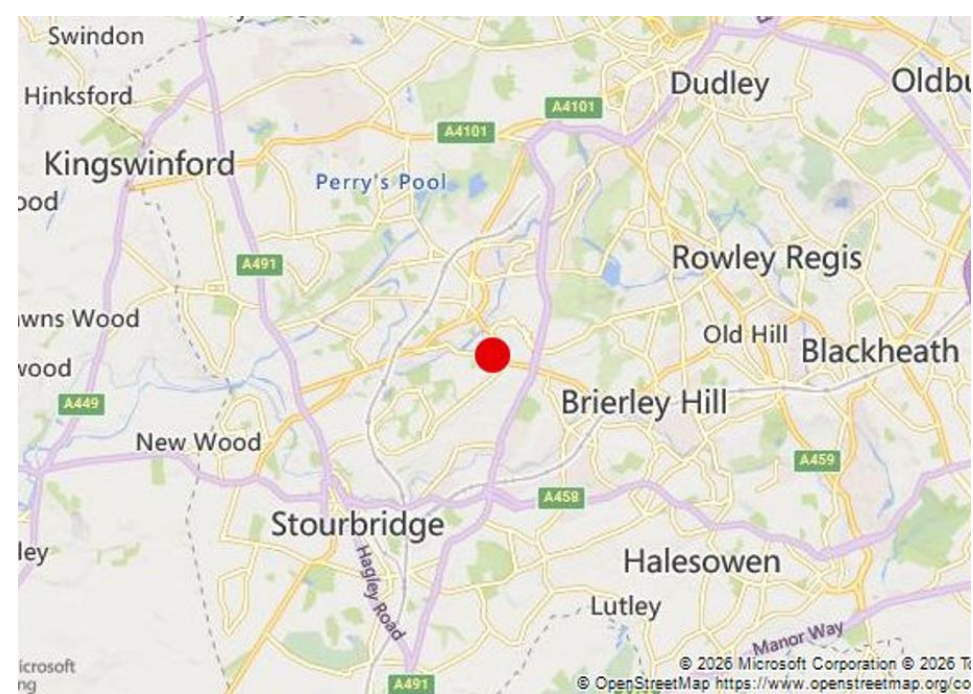 Swindon
Dudley
Oldbu
Hinksford
A4101
A4101
Kingswinford
Perry's Pool
ood
A491
Rowley Regis
wns Wood
Old Hill
Blackheath
wood
A449
Brierley Hill
New Wood
A459
A458
Stourbridge
ley
Hagley Road
Halesowen
Lutley
Manor Way
icrosoft
ng
© 2026 Microsoft Corporation © 2026 To
A491
© OpenStreetMap https://www.openstreetmap.org/co